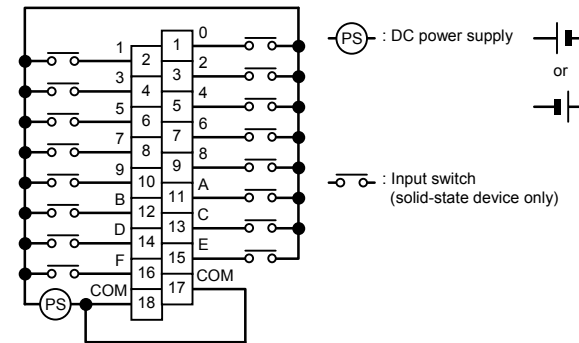 0
1
1
2
2
3
3
4
4
5
5
6
6
7
7
8
8
9
9
10
A
11
B
12
C
13
D
14
E
15
F
16
COM
17
COM
18
PS
PS : DC power supply
or
: Input switch
(solid-state device only)